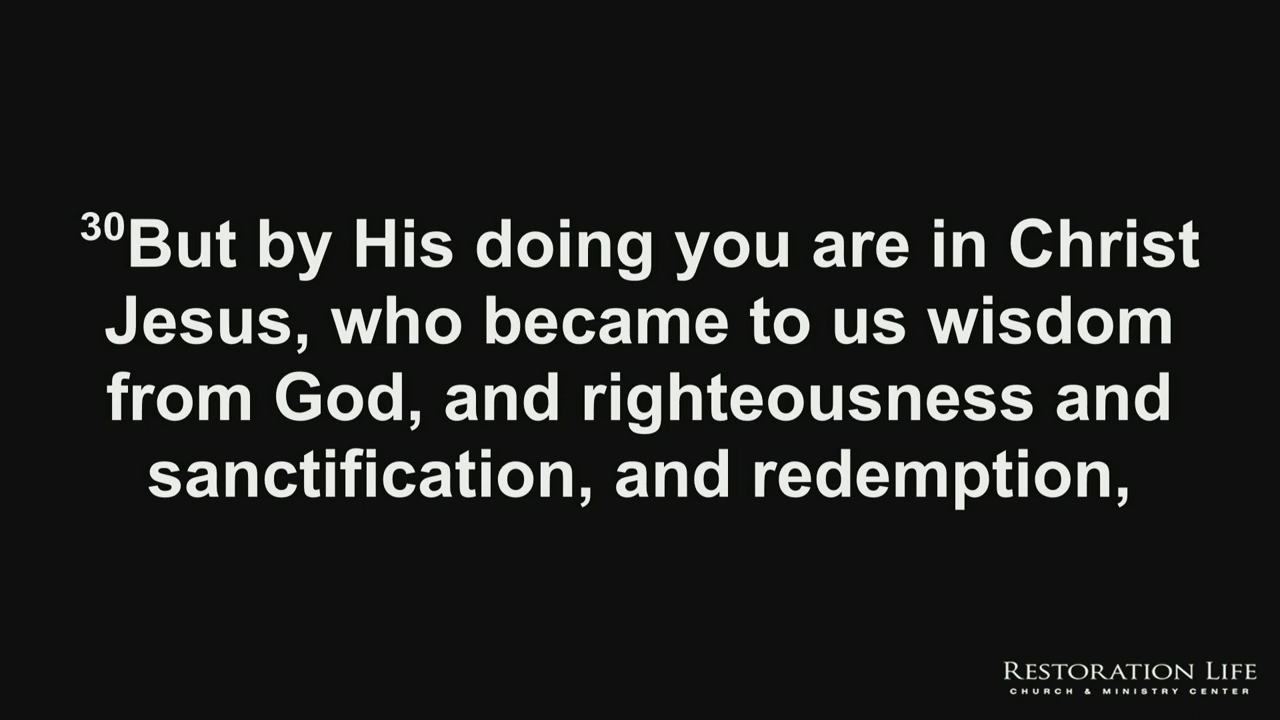 30But by His doing you are in Christ
Jesus, who became to us wisdom
from God, and righteousness and
sanctification, and redemption,
RESTORATION LIFE
CHURCH & MINISTRY CENTER